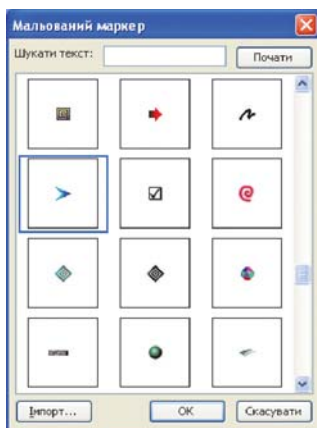 Мальований маркер
Шукати текст:
Почати
Імпорт...
ОК
Скасувати